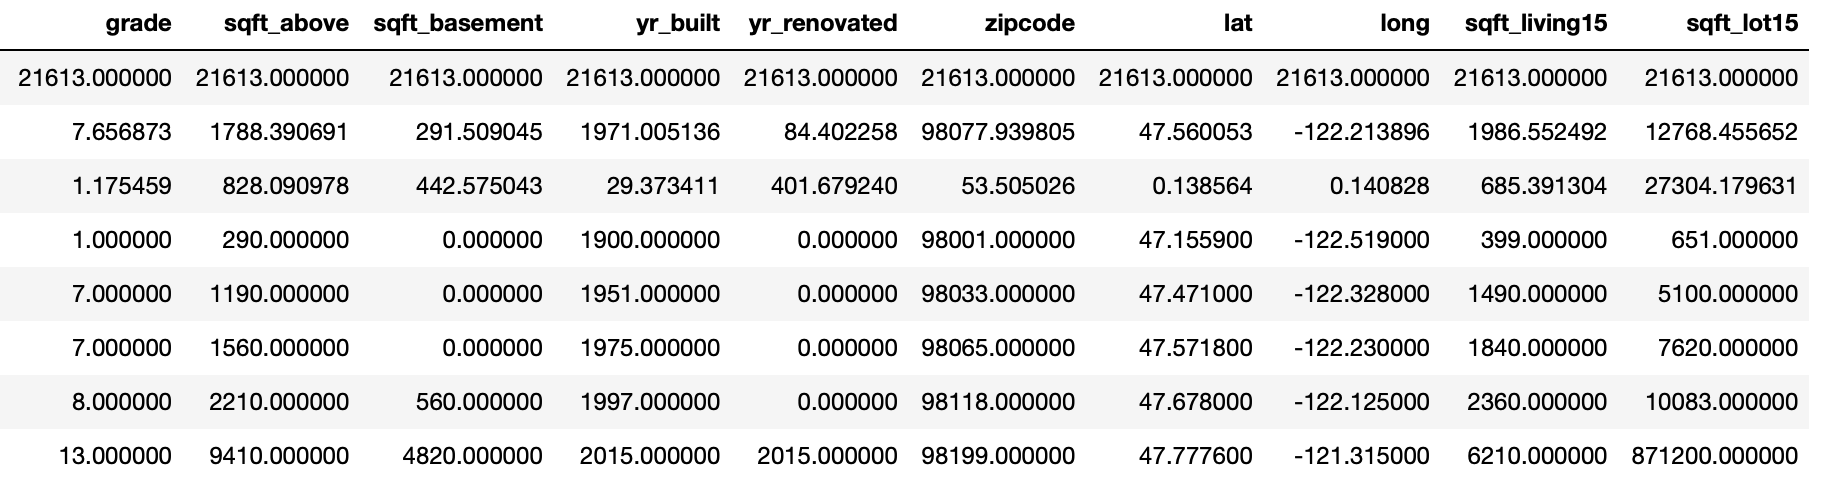 grade sqft_above sqft_basement yr_built yr_renovated zipcode lat long sqft_living15 sqft_lot15
21613.000000 21613.000000 21613.000000 21613.000000 21613.000000 21613.000000 21613.000000 21613.000000 21613.000000 21613.000000
7.656873 1788.390691 291.509045 1971.005136 84.402258 98077.939805 47.560053 -122.213896 1986.552492 12768.455652
1.175459 828.090978 442.575043 29.373411 401.679240 53.505026 0.138564 0.140828 685.391304 27304.179631
1.000000 290.000000 0.000000 1900.000000 0.000000 98001.000000 47.155900 -122.519000 399.000000 651.000000
7.000000 1190.000000 0.000000 1951.000000 0.000000 98033.000000 47.471000 -122.328000 1490.000000 5100.000000
7.000000 1560.000000 0.000000 1975.000000 0.000000 98065.000000 47.571800 -122.230000 1840.000000 7620.000000
8.000000 2210.000000 560.000000 1997.000000 0.000000 98118.000000 47.678000 -122.125000 2360.000000 10083.000000
13.000000 9410.000000 4820.000000 2015.000000 2015.000000 98199.000000 47.777600 -121.315000 6210.000000 871200.000000